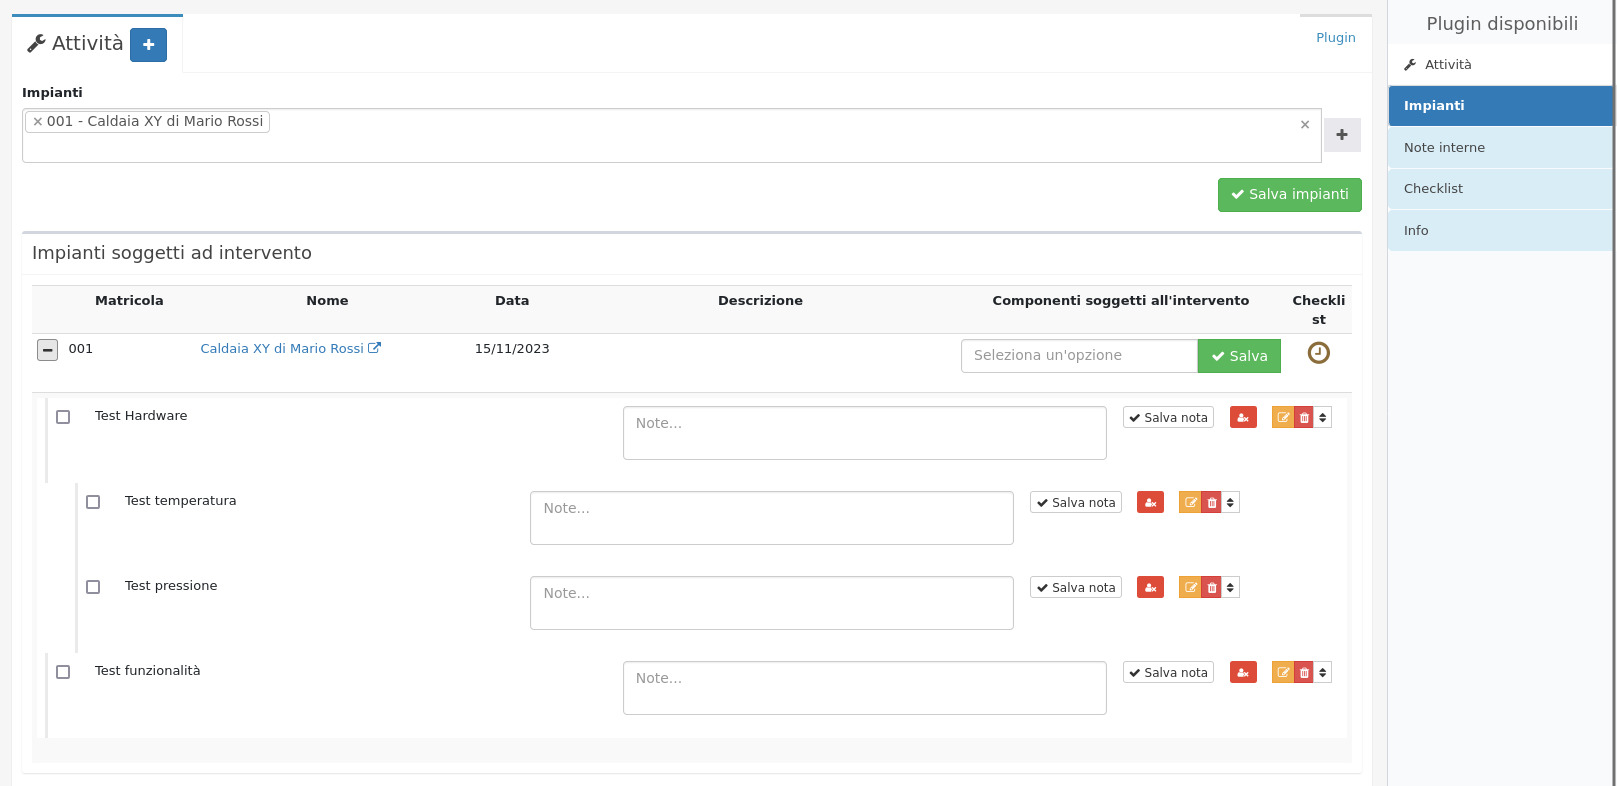 Attività
Plugin
Impianti
× 001 - Caldaia XY di Mario Rossi
×
Salva impianti
Impianti soggetti ad intervento
Matricola Nome Data Descrizione Componenti soggetti all'intervento Checkli
st
001 Caldaia XY di Mario Rossi 15/11/2023 Seleziona un'opzione Salva
Test Hardware Note... Salva nota
Test temperatura Note... Salva nota
Test pressione Note... Salva nota
Test funzionalità Note... Salva nota
Plugin disponibili
Attività
Impianti
Note interne
Checklist
Info